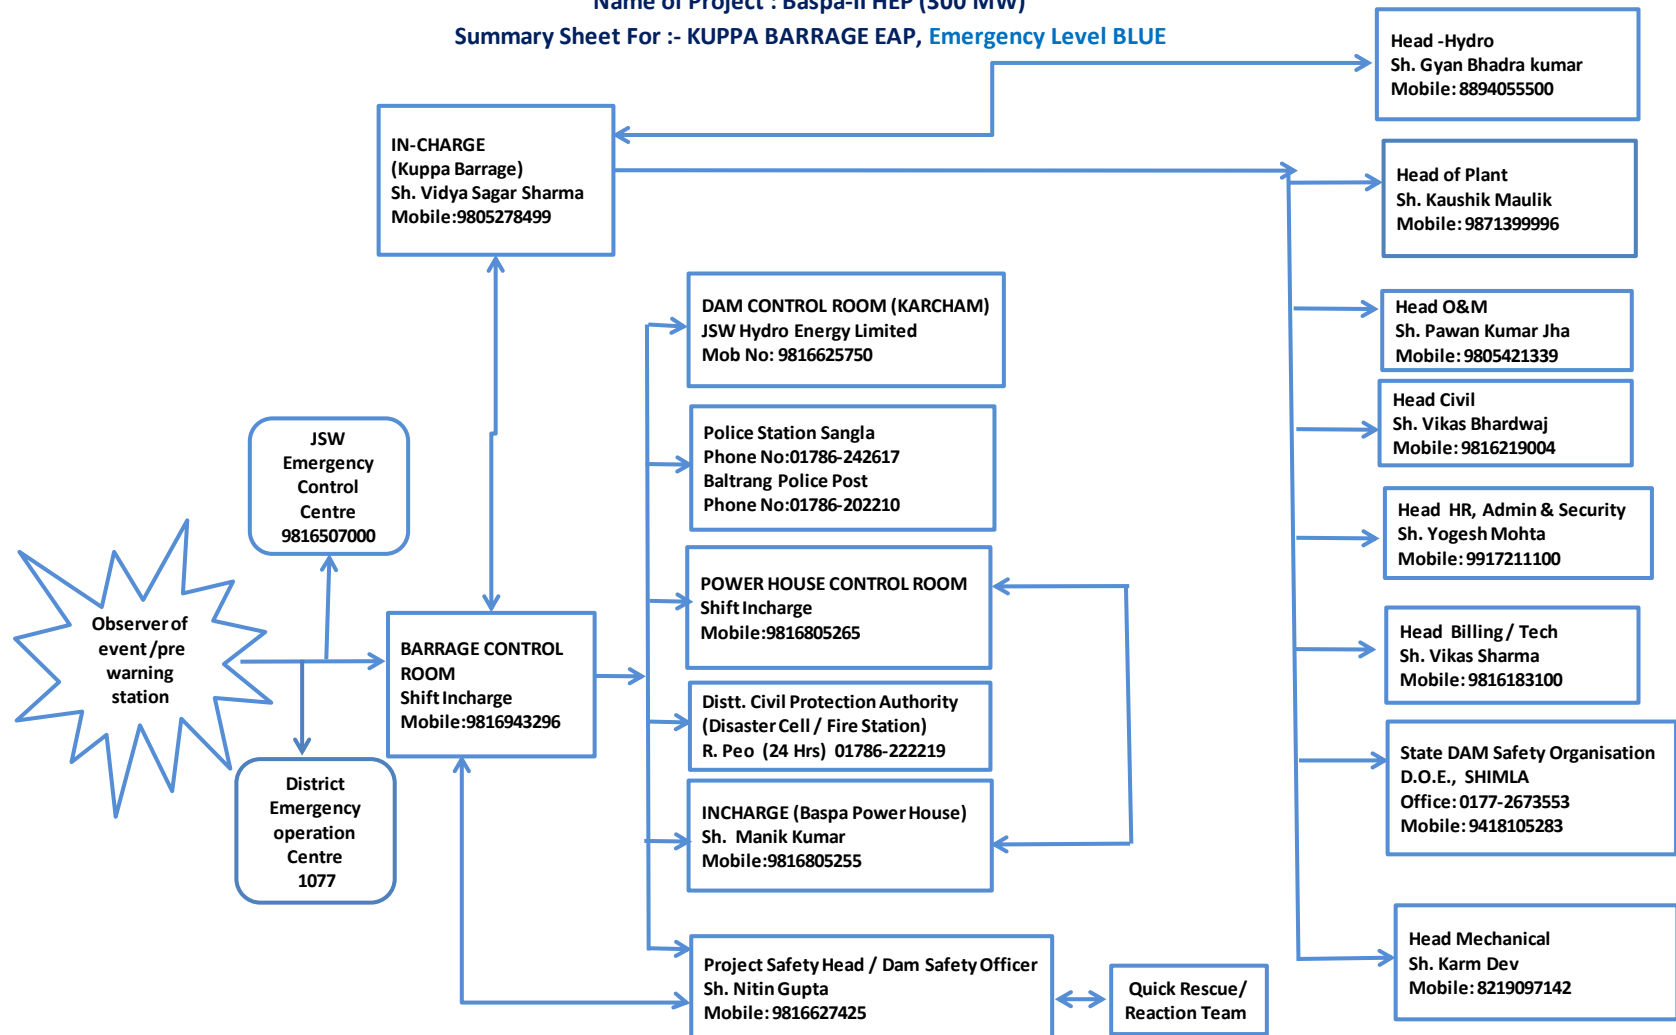 Name of Project : Baspa-II HEP (300 MW)
Summary Sheet For :- KUPPA BARRAGE EAP, Emergency Level BLUE
Head -Hydro
Sh. Gyan Bhadra kumar
Mobile: 8894055500
IN-CHARGE
(Kuppa Barrage)
Sh. Vidya Sagar Sharma
Mobile:9805278499
Head of Plant
Sh. Kaushik Maulik
Mobile: 9871399996
DAM CONTROL ROOM (KARCHAM)
JSW Hydro Energy Limited
Mob No: 9816625750
Head O&M
Sh. Pawan Kumar Jha
Mobile: 9805421339
Head Civil
Sh. Vikas Bhardwaj
Mobile: 9816219004
Police Station Sangla
Phone No:01786-242617
Baltrang Police Post
Phone No:01786-202210
JSW
Emergency
Control
Centre
9816507000
Head HR, Admin & Security
Sh. Yogesh Mohta
Mobile: 9917211100
POWER HOUSE CONTROL ROOM
Shift Incharge
Mobile:9816805265
Observer of
event /pre
warning
station
BARRAGE CONTROL
ROOM
Shift Incharge
Mobile:9816943296
Head Billing / Tech
Sh. Vikas Sharma
Mobile: 9816183100
Distt. Civil Protection Authority
(Disaster Cell / Fire Station)
R. Peo (24 Hrs) 01786-222219
State DAM Safety Organisation
D.O.E., SHIMLA
Office: 0177-2673553
Mobile: 9418105283
District
Emergency
operation
Centre
1077
INCHARGE (Baspa Power House)
Sh. Manik Kumar
Mobile:9816805255
Head Mechanical
Sh. Karm Dev
Mobile: 8219097142
Project Safety Head / Dam Safety Officer
Sh. Nitin Gupta
Mobile: 9816627425
Quick Rescue/
Reaction Team